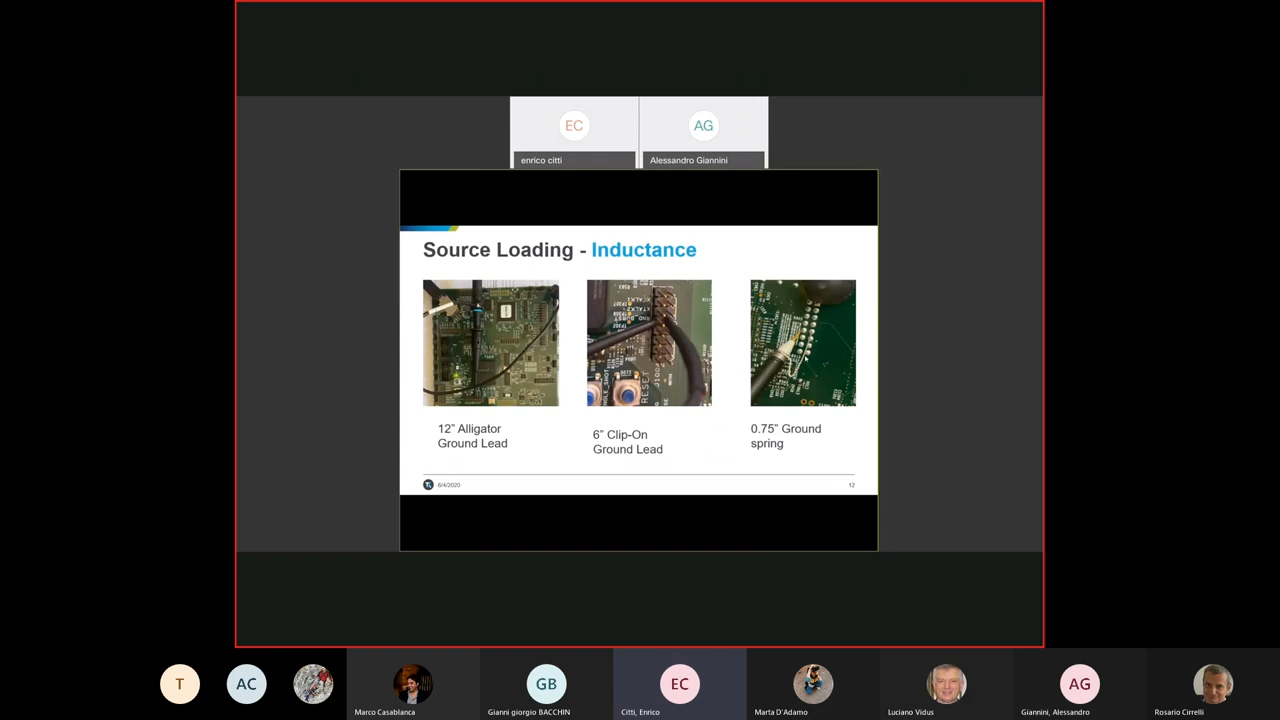 EC
AG
enrico citti
Alessandro Giannini
Source Loading - Inductance
RESET
12” Alligator
Ground Lead
6” Clip-On
Ground Lead
0.75” Ground
spring
6/4/2020
12
T
AC
GB
EC
AG
Marco Casablanca
Gianni giorgio BACCHIN
Citti, Enrico
Marta D'Adamo
Luciano Vidus
Giannini, Alessandro
Rosario Cirrelli